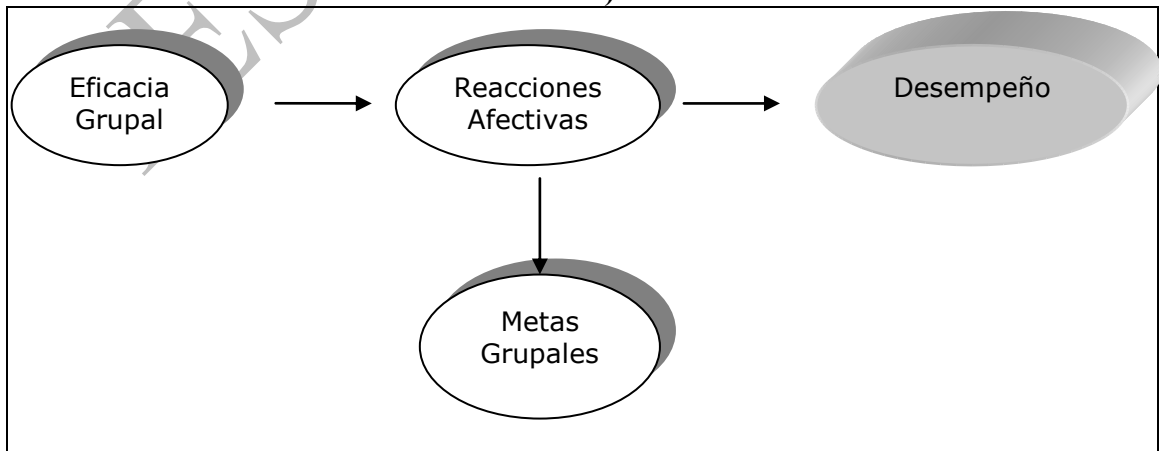 Eficacia
Grupal
Reacciones
Afectivas
Desempeño
Metas
Grupales